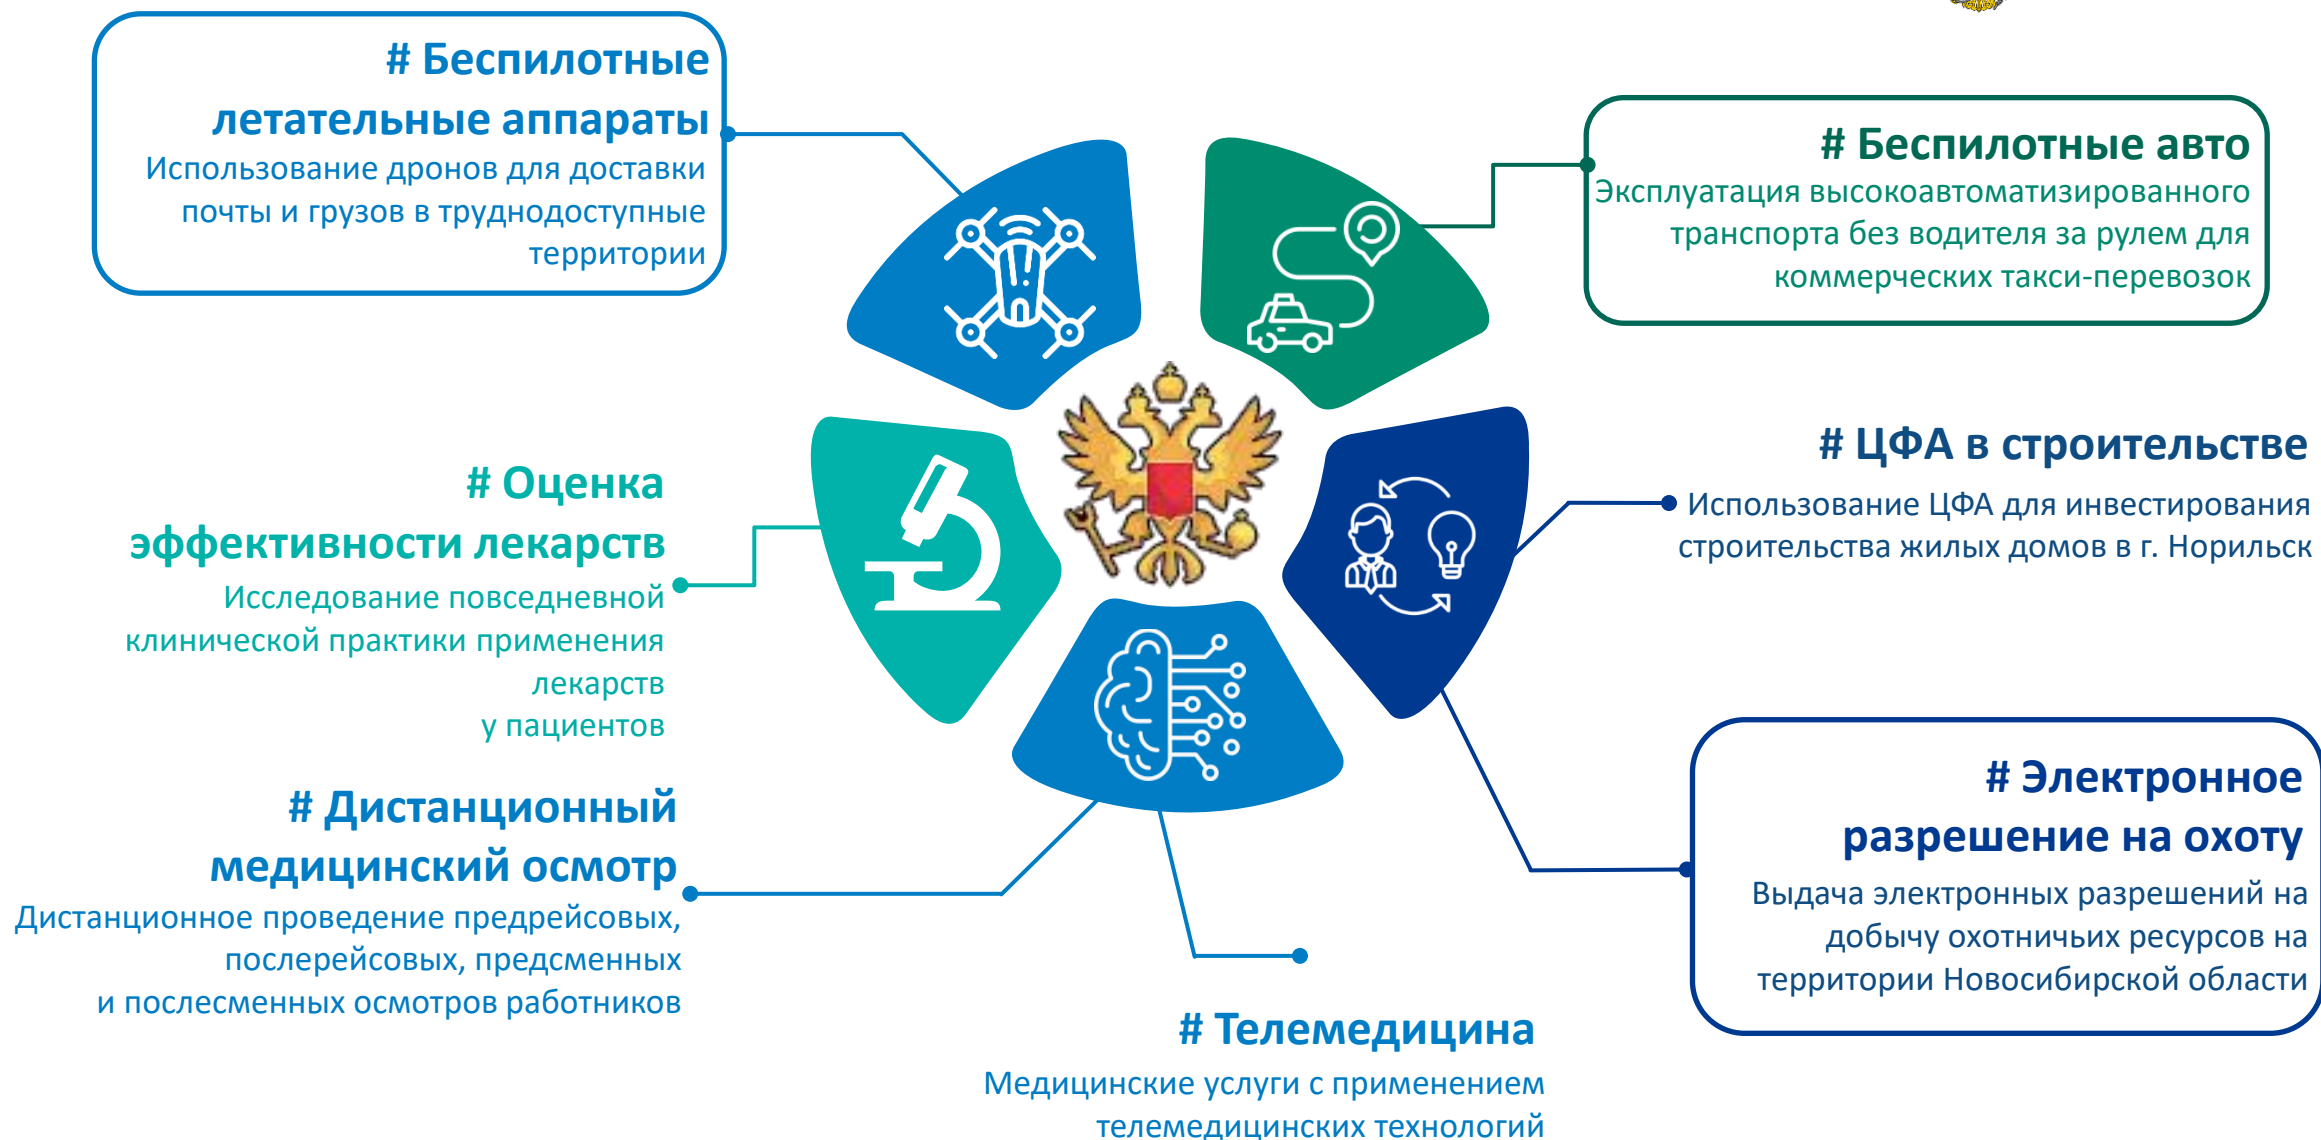 # Беспилотные
летательные аппараты
Использование дронов для доставки
почты и грузов в труднодоступные
территории
# Беспилотные авто
Эксплуатация высокоавтоматизированного
транспорта без водителя за рулем для
коммерческих такси-перевозок
# Оценка
эффективности лекарств
Исследование повседневной
клинической практики применения
лекарств
у пациентов
# ЦФА в строительстве
Использование ЦФА для инвестирования
строительства жилых домов в г. Норильск
# Дистанционный
медицинский осмотр
Дистанционное проведение предрейсовых,
послерейсовых, предсменных
и послесменных осмотров работников
# Электронное
разрешение на охоту
Выдача электронных разрешений на
добычу охотничьих ресурсов на
территории Новосибирской области
# Телемедицина
Медицинские услуги с применением
телемедицинских технологий